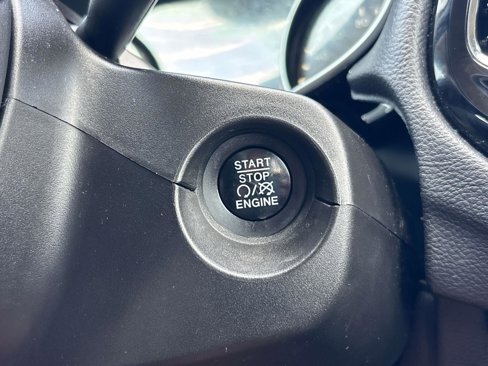 START
STOP
/
ENGINE